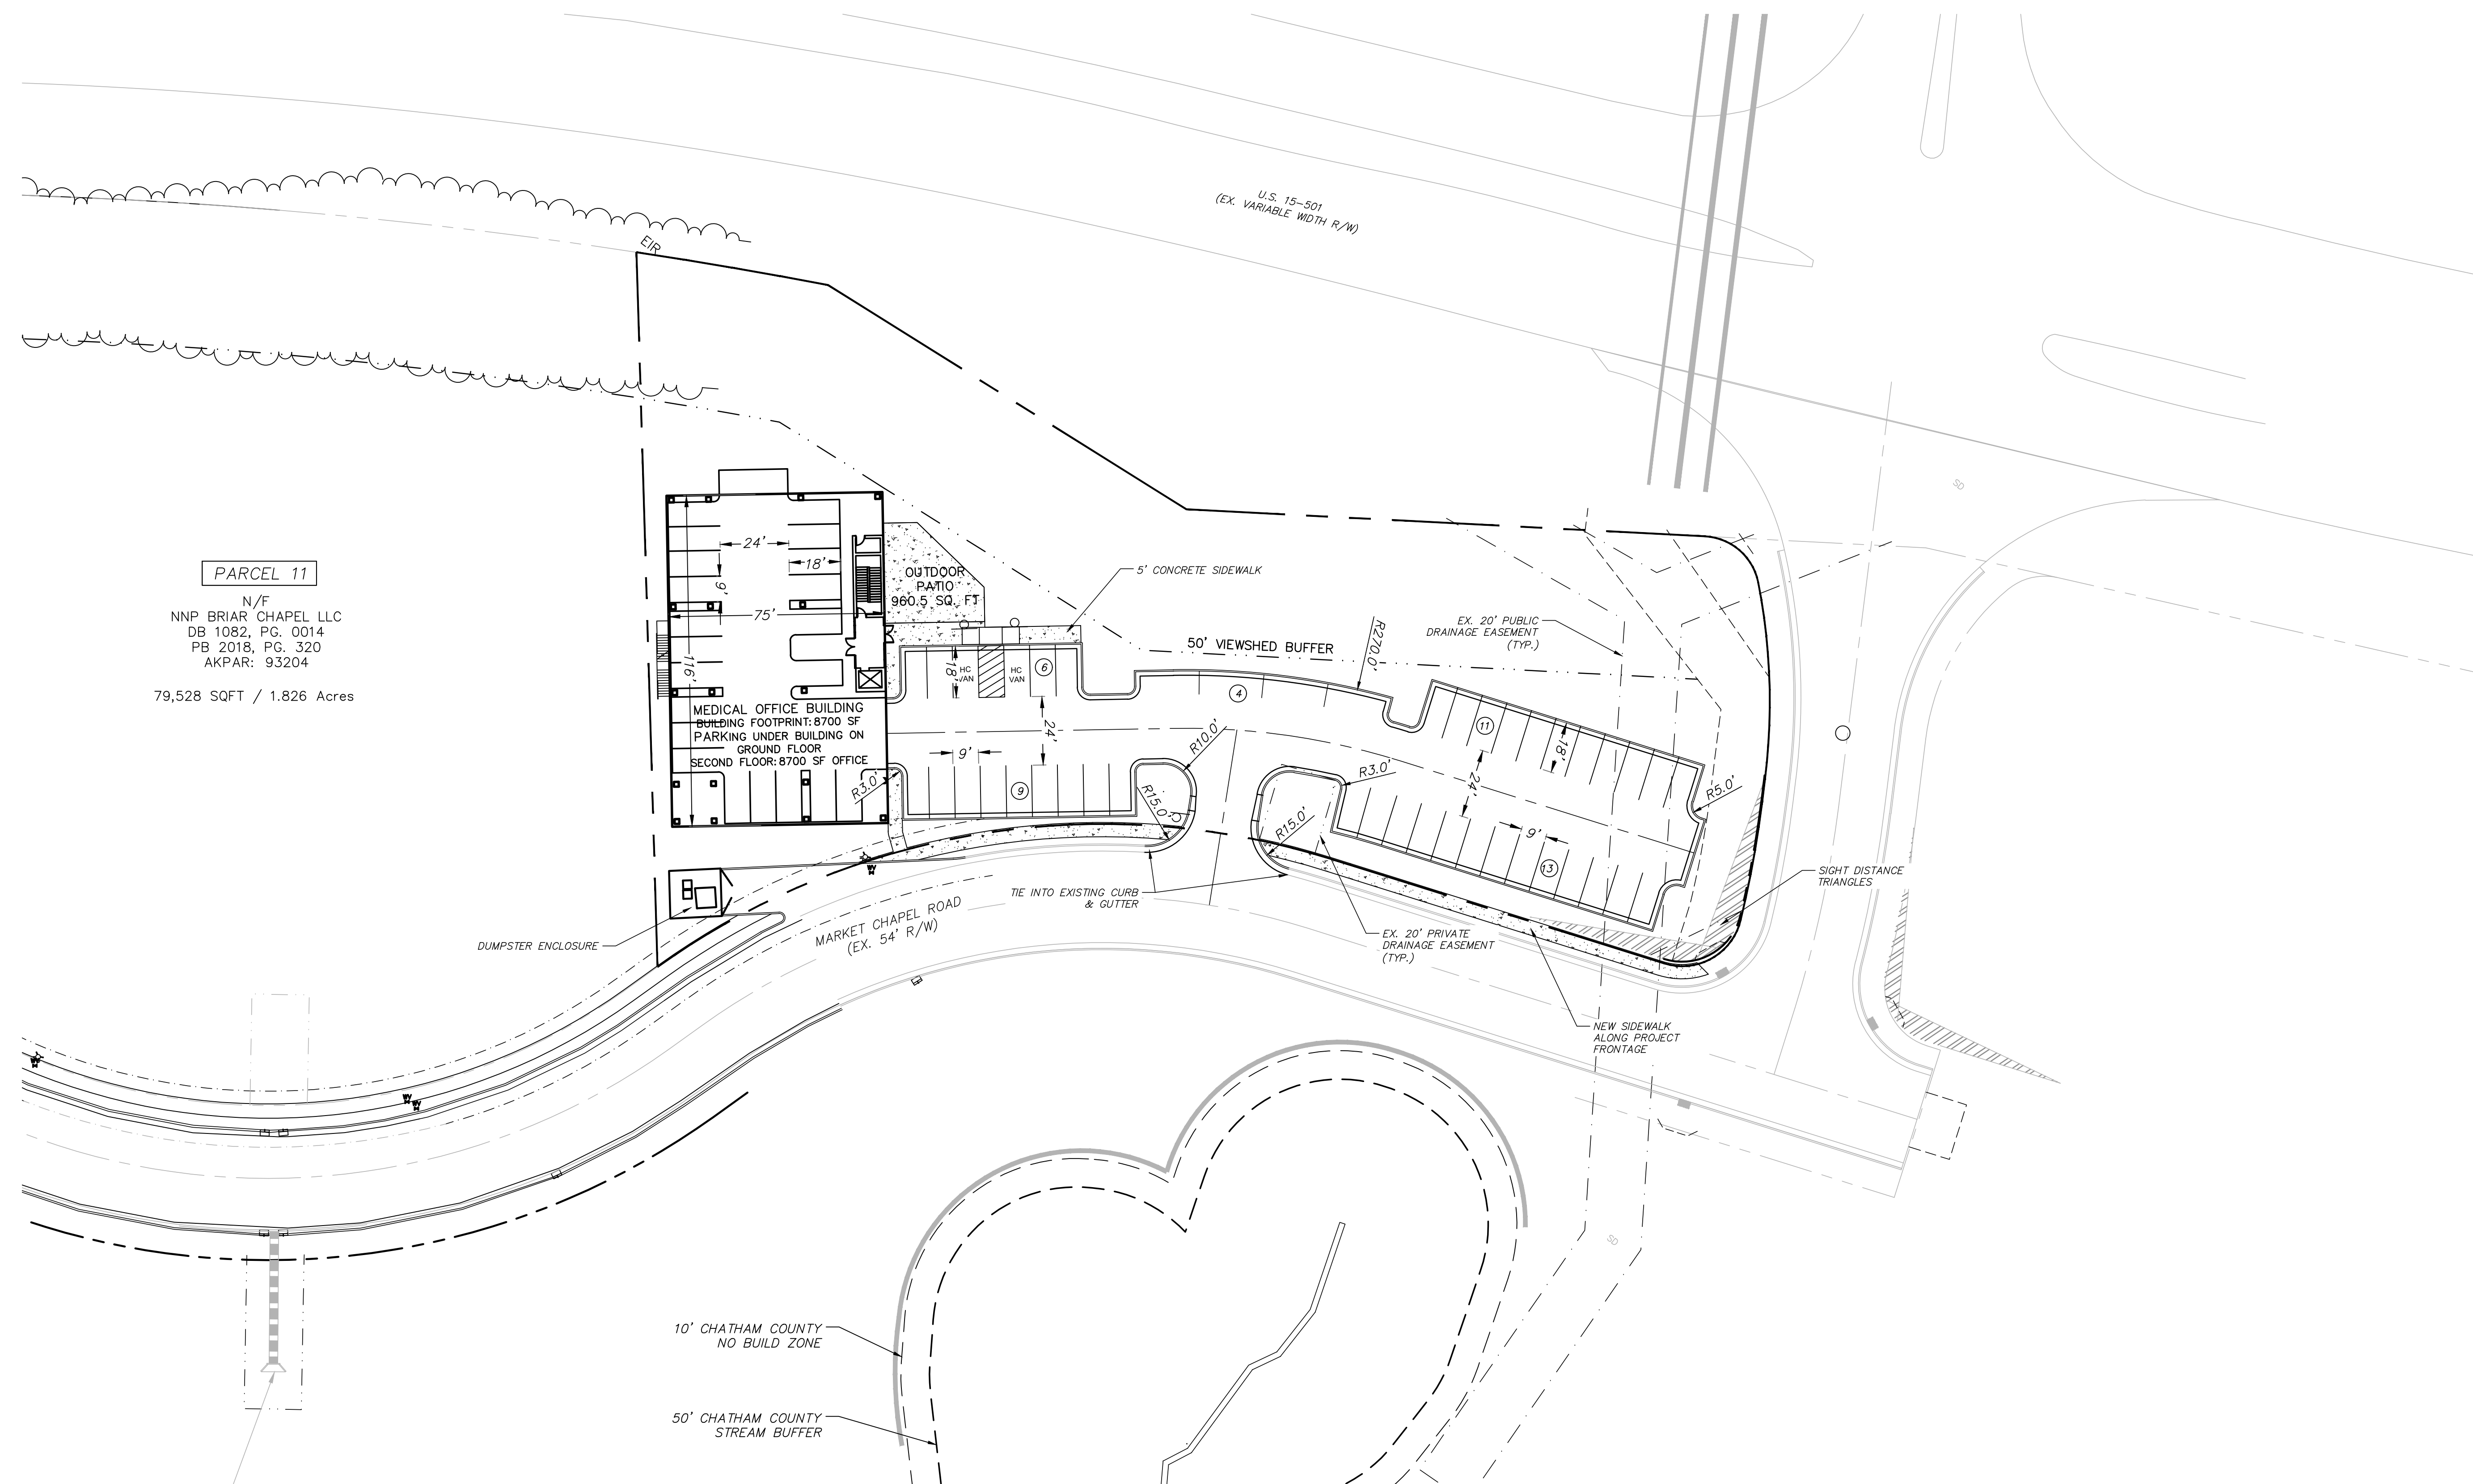 U.S. 15-501
(EX. VARIABLE WIDTH R/W)
EIR
SD
PARCEL 11
N/F
NNP BRIAR CHAPEL LLC
DB 1082, PG. 0014
PB 2018, PG. 320
AKPAR: 93204
79,528 SQFT / 1.826 Acres
24'
18'
9'
75'
116'
OUTDOOR
PATIO
960.5 SQ. FT
5' CONCRETE SIDEWALK
MEDICAL OFFICE BUILDING
BUILDING FOOTPRINT: 8700 SF
PARKING UNDER BUILDING ON
GROUND FLOOR
SECOND FLOOR: 8700 SF OFFICE
18'
HC
VAN
HC
VAN
6
24'
9'
9
R3.0'
R10.0'
R15.0'
50' VIEWSHED BUFFER
R270.0'
4
EX. 20' PUBLIC
DRAINAGE EASEMENT
(TYP.)
11
18'
24'
9'
13
R3.0'
R15.0'
R5.0'
SIGHT DISTANCE
TRIANGLES
TIE INTO EXISTING CURB
& GUTTER
EX. 20' PRIVATE
DRAINAGE EASEMENT
(TYP.)
NEW SIDEWALK
ALONG PROJECT
FRONTAGE
DUMPSTER ENCLOSURE
MARKET CHAPEL ROAD
(EX. 54' R/W)
WV
WV
WV
WV
SD
10' CHATHAM COUNTY
NO BUILD ZONE
50' CHATHAM COUNTY
STREAM BUFFER